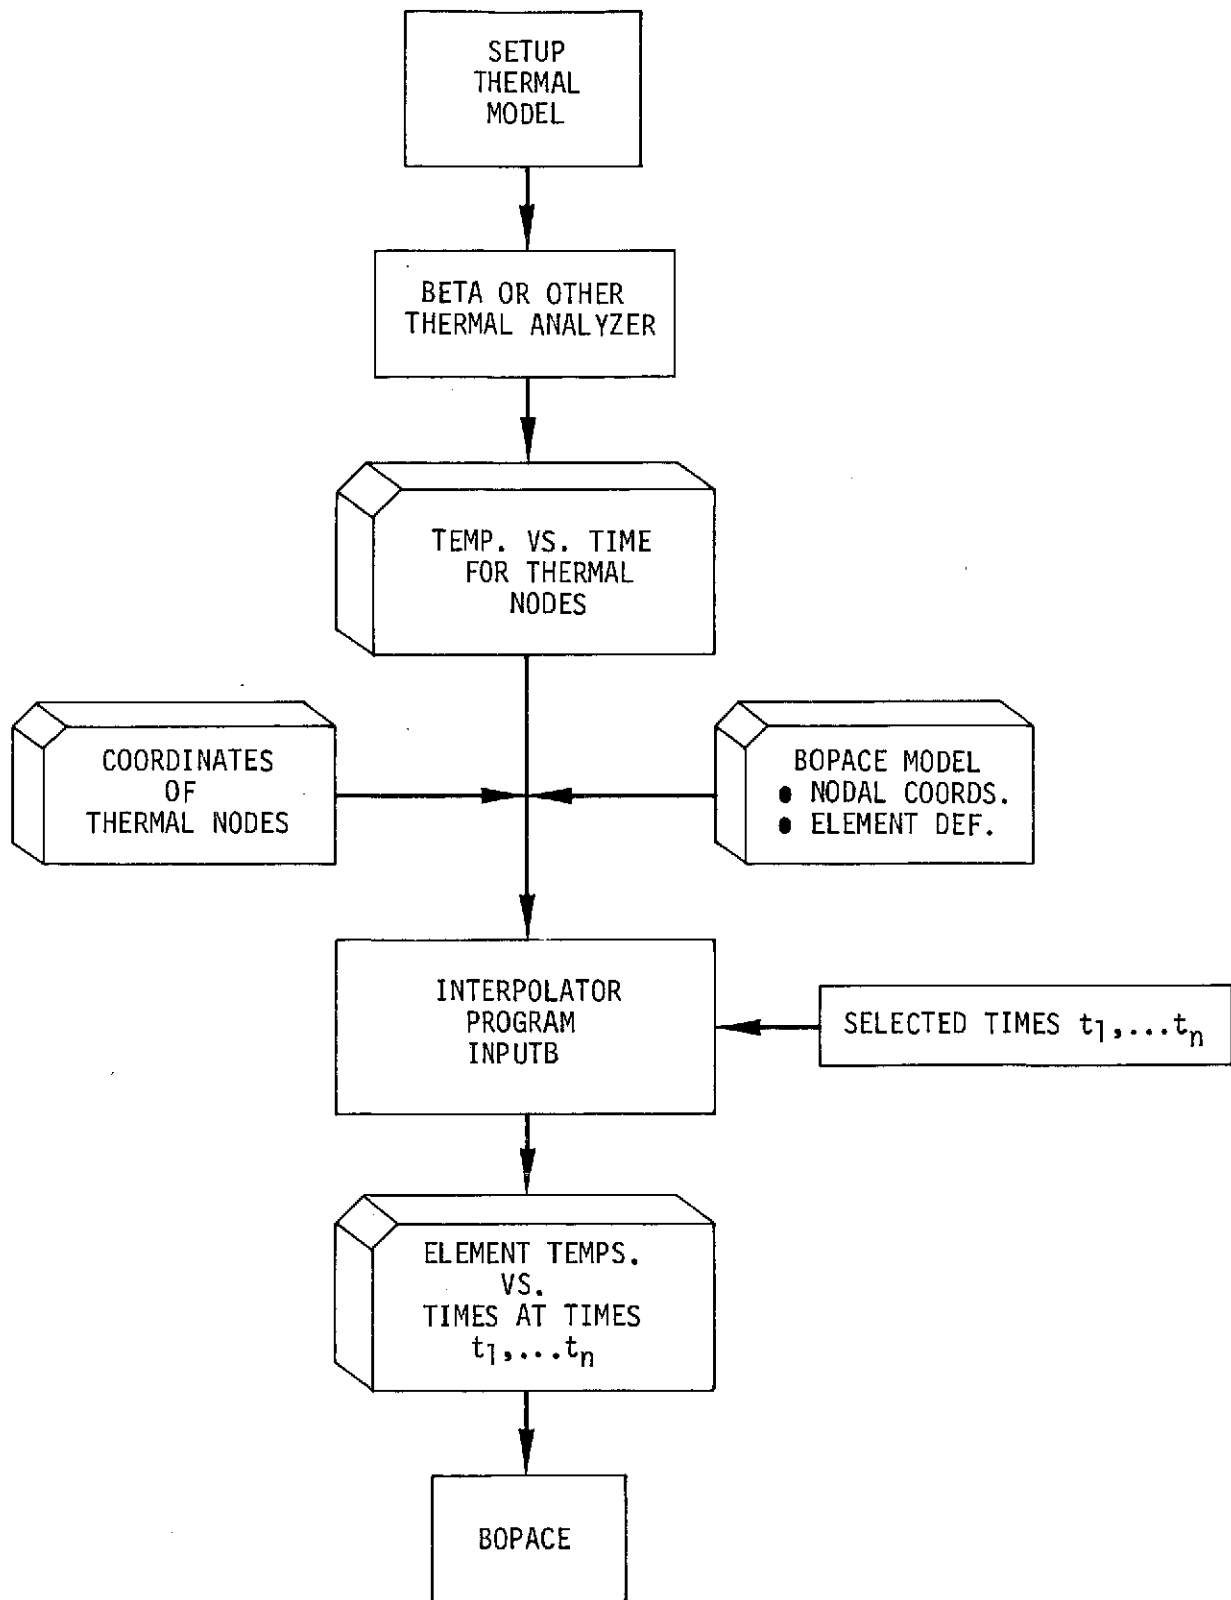 SETUP
THERMAL
MODEL
BETA OR OTHER
THERMAL ANALYZER
TEMP. VS. TIME
FOR THERMAL
NODES
COORDINATES
OF
THERMAL NODES
BOPACE MODEL
● NODAL COORDS.
● ELEMENT DEF.
INTERPOLATOR
PROGRAM
INPUTB
SELECTED TIMES t₁,...tₙ
ELEMENT TEMPS.
VS.
TIMES AT TIMES
t₁,...tₙ
BOPACE